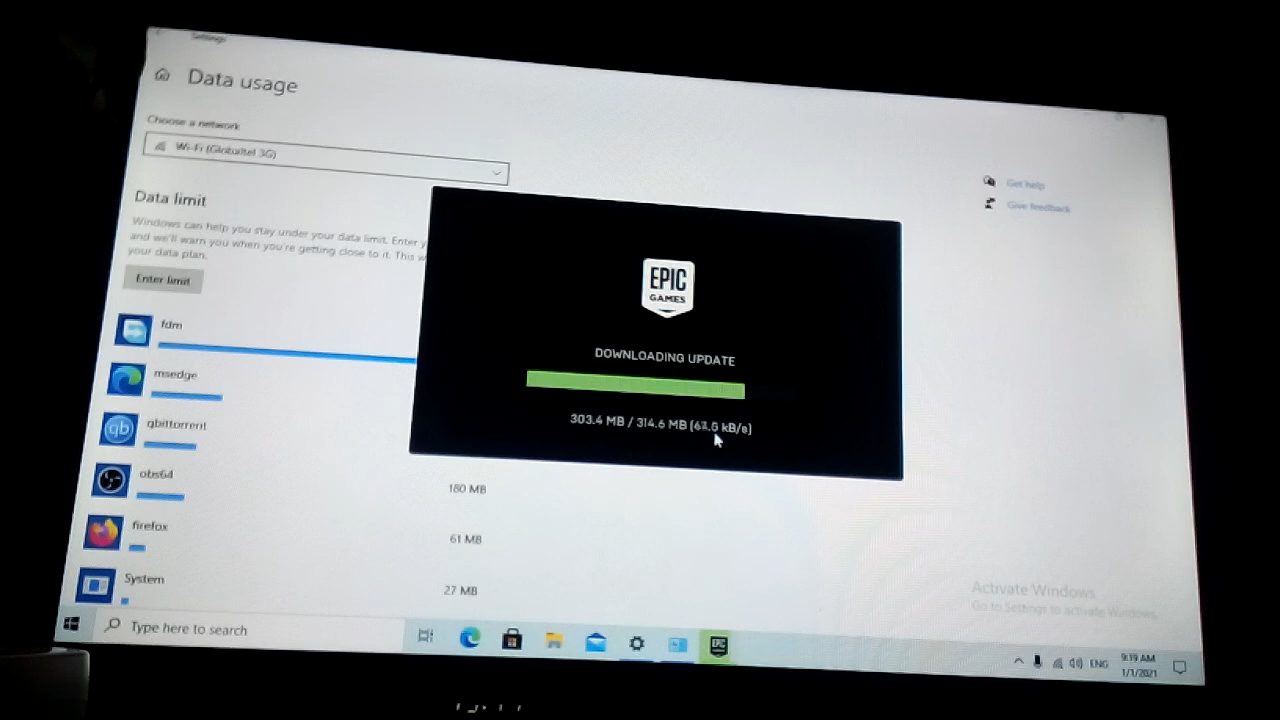 Settings
Data usage
Choose a network
Wi-Fi (Globaltel 3G)
Data limit
Windows can help you stay under your data limit. Enter y
and we'll warn you when you're getting close to it. This w
your data plan.
Enter limit
fdm
msedge
qbittorrent
obs64
180 MB
firefox
61 MB
System
27 MB
Get help
Give feedback
EPIC
GAMES
DOWNLOADING UPDATE
303.4 MB / 314.6 MB
Activate Windows
Go to Settings to activate Windows.
Type here to search
qb
EPIC
ENG
9:19 AM
1/1/2021